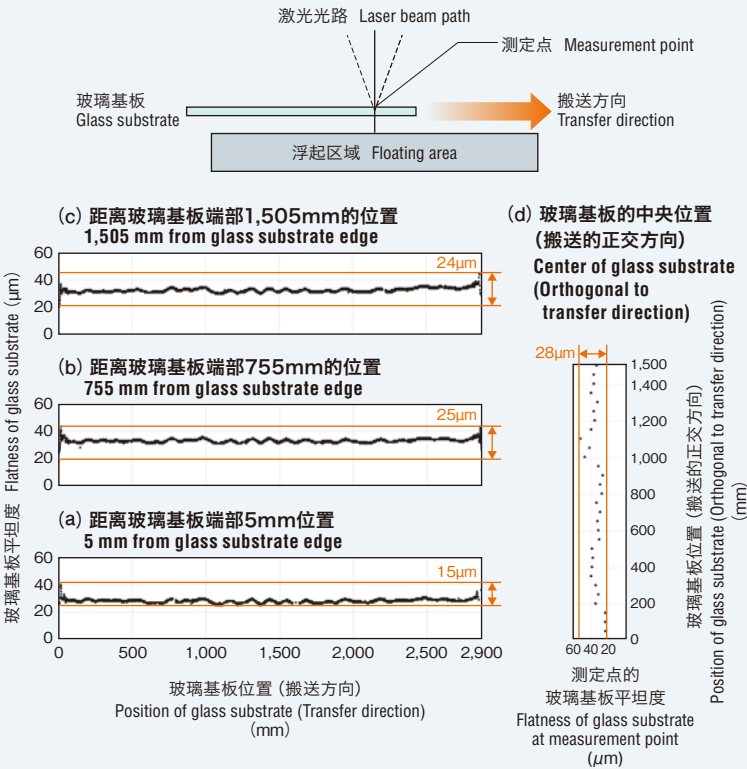 激光光路 Laser beam path
测定点 Measurement point
玻璃基板
Glass substrate
搬送方向
Transfer direction
浮起区域 Floating area
(c) 距离玻璃基板端部1,505mm的位置
1,505 mm from glass substrate edge
60
40
20
0
24μm
(b) 距离玻璃基板端部755mm的位置
755 mm from glass substrate edge
60
40
20
0
25μm
(a) 距离玻璃基板端部5mm位置
5 mm from glass substrate edge
60
40
20
0
15μm
玻璃基板平坦度 Flatness of glass substrate (μm)
0 500 1,000 1,500 2,000 2,500 2,900
玻璃基板位置 (搬送方向)
Position of glass substrate (Transfer direction)
(mm)
(d) 玻璃基板的中央位置
(搬送的正交方向)
Center of glass substrate
(Orthogonal to
transfer direction)
28μm
1,500
1,400
1,200
1,000
800
600
400
200
0
60 40 20
测定点的
玻璃基板平坦度
Flatness of glass substrate
at measurement point
(μm)
玻璃基板位置 (搬送的正交方向)
Position of glass substrate (Orthogonal to transfer direction)
(mm)